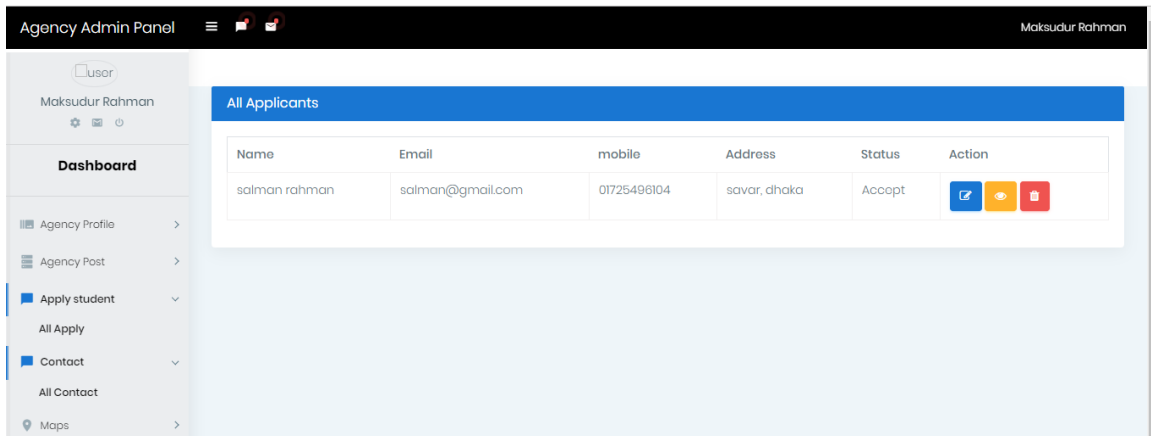 Agency Admin Panel
Maksudur Rahman
user
Maksudur Rahman
Dashboard
Agency Profile
Agency Post
Apply student
All Apply
Contact
All Contact
Maps
All Applicants
Name Email mobile Address Status Action
salman rahman salman@gmail.com 01725496104 savar, dhaka Accept